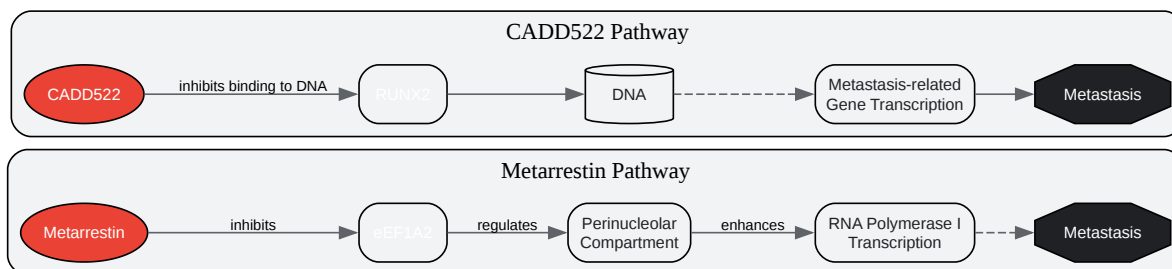 CADD522 Pathway
CADD522
inhibits binding to DNA
RUNX2
DNA
Metastasis-related
Gene Transcription
Metastasis
Metarrestin Pathway
Metarrestin
inhibits
eEF1A2
regulates
Perinucleolar
Compartment
enhances
RNA Polymerase I
Transcription
Metastasis